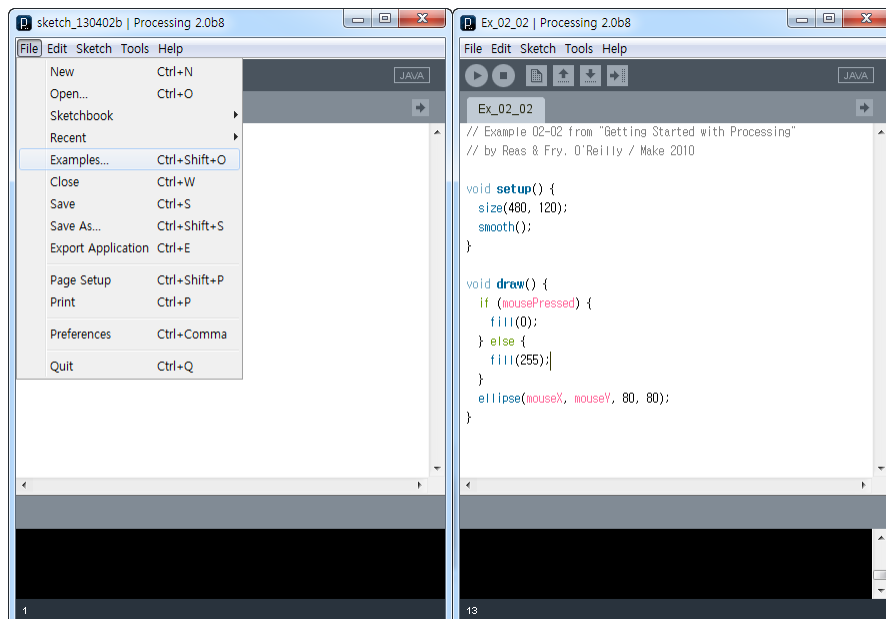 sketch_130402b | Processing 2.0b8
File Edit Sketch Tools Help
JAVA
New Ctrl+N
Open... Ctrl+O
Sketchbook
Recent
Examples... Ctrl+Shift+O
Close Ctrl+W
Save Ctrl+S
Save As... Ctrl+Shift+S
Export Application Ctrl+E
Page Setup Ctrl+Shift+P
Print Ctrl+P
Preferences Ctrl+Comma
Quit Ctrl+Q
1
Ex_02_02 | Processing 2.0b8
File Edit Sketch Tools Help
JAVA
Ex_02_02
// Example 02-02 from "Getting Started with Processing"
// by Reas & Fry. O'Reilly / Make 2010
void setup() {
size(480, 120);
smooth();
}
void draw() {
if (mousePressed) {
fill(0);
} else {
fill(255);
}
ellipse(mouseX, mouseY, 80, 80);
}
13